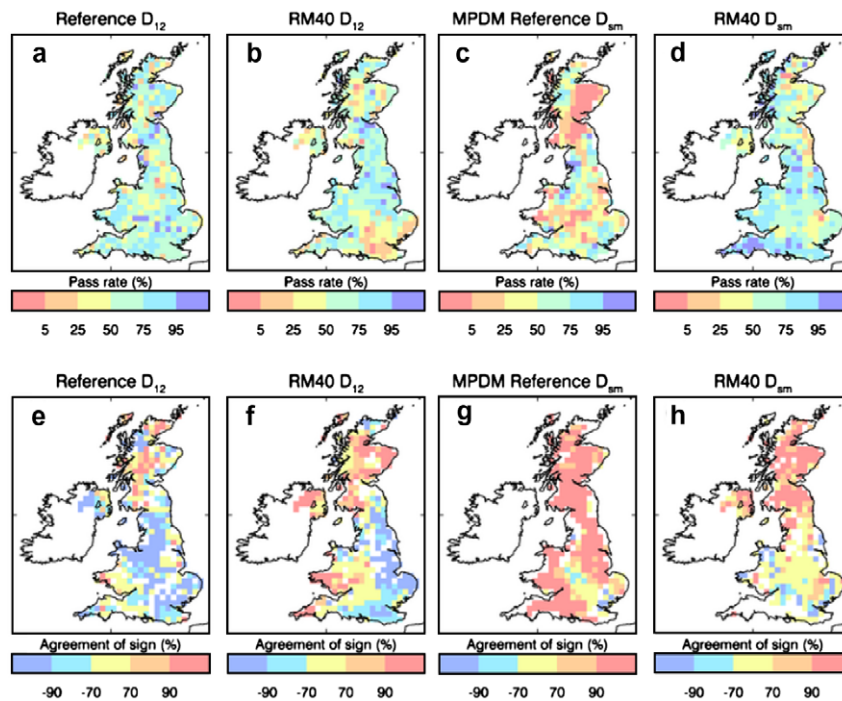 Reference D12 RM40 D12 MPDM Reference Dsm RM40 Dsm
a b c d
Pass rate (%) Pass rate (%) Pass rate (%) Pass rate (%)
5 25 50 75 95 5 25 50 75 95 5 25 50 75 95 5 25 50 75 95
Reference D12 RM40 D12 MPDM Reference Dsm RM40 Dsm
e f g h
Agreement of sign (%) Agreement of sign (%) Agreement of sign (%) Agreement of sign (%)
-90 -70 70 90 -90 -70 70 90 -90 -70 70 90 -90 -70 70 90